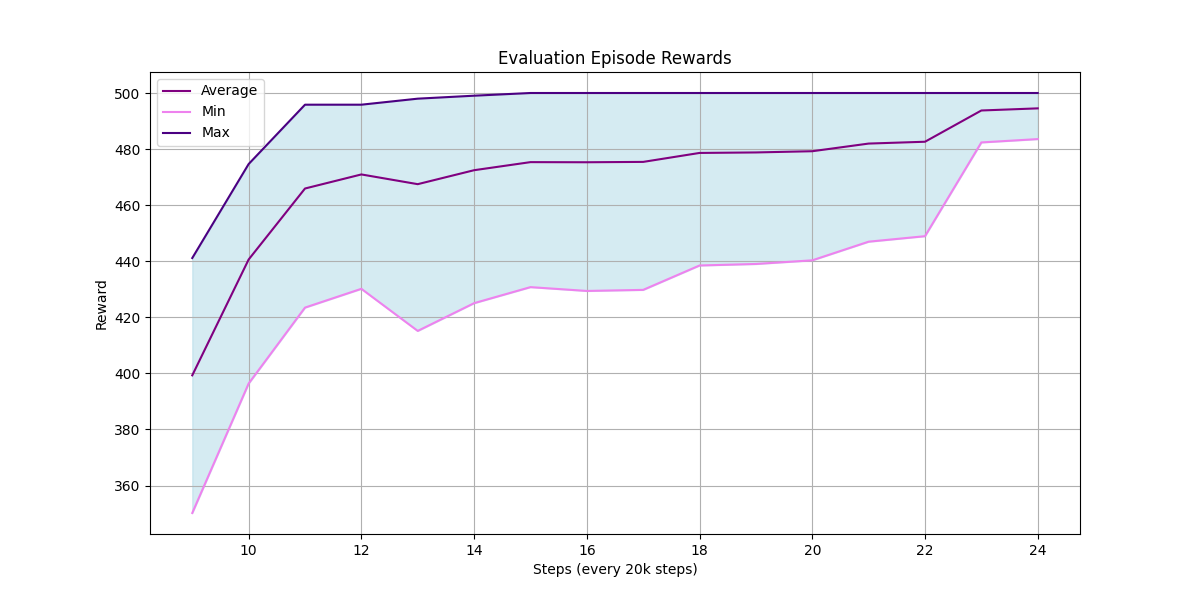 Evaluation Episode Rewards
Average
Min
Max
500
480
460
440
420
400
380
360
Reward
10 12 14 16 18 20 22 24
Steps (every 20k steps)